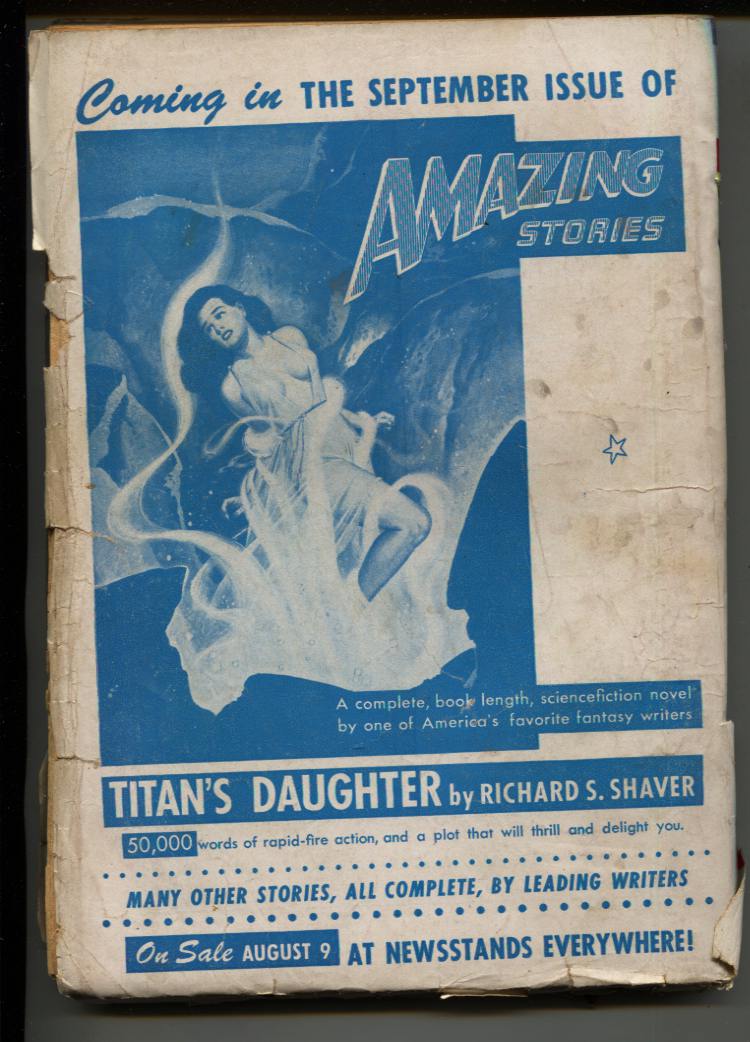 Coming in THE SEPTEMBER ISSUE OF
AMAZING
STORIES
A complete, book length, sciencefiction novel
by one of America's favorite fantasy writers
TITAN'S DAUGHTER by RICHARD S. SHAVER
50,000 words of rapid-fire action, and a plot that will thrill and delight you.
MANY OTHER STORIES, ALL COMPLETE, BY LEADING WRITERS
On Sale AUGUST 9 AT NEWSSTANDS EVERYWHERE!